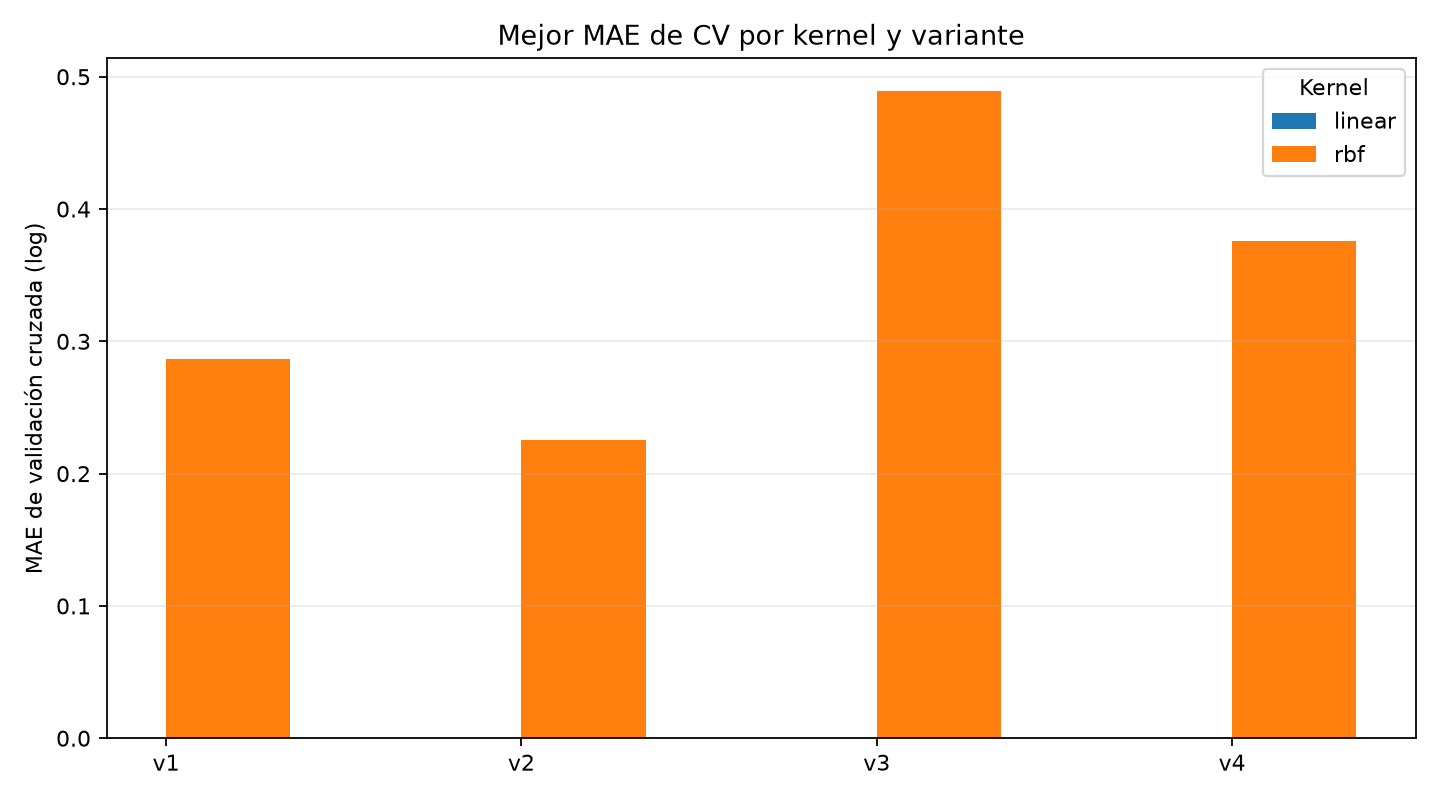 Mejor MAE de CV por kernel y variante
MAE de validación cruzada (log)
0.5
0.4
0.3
0.2
0.1
0.0
v1
v2
v3
v4
Kernel
linear
rbf